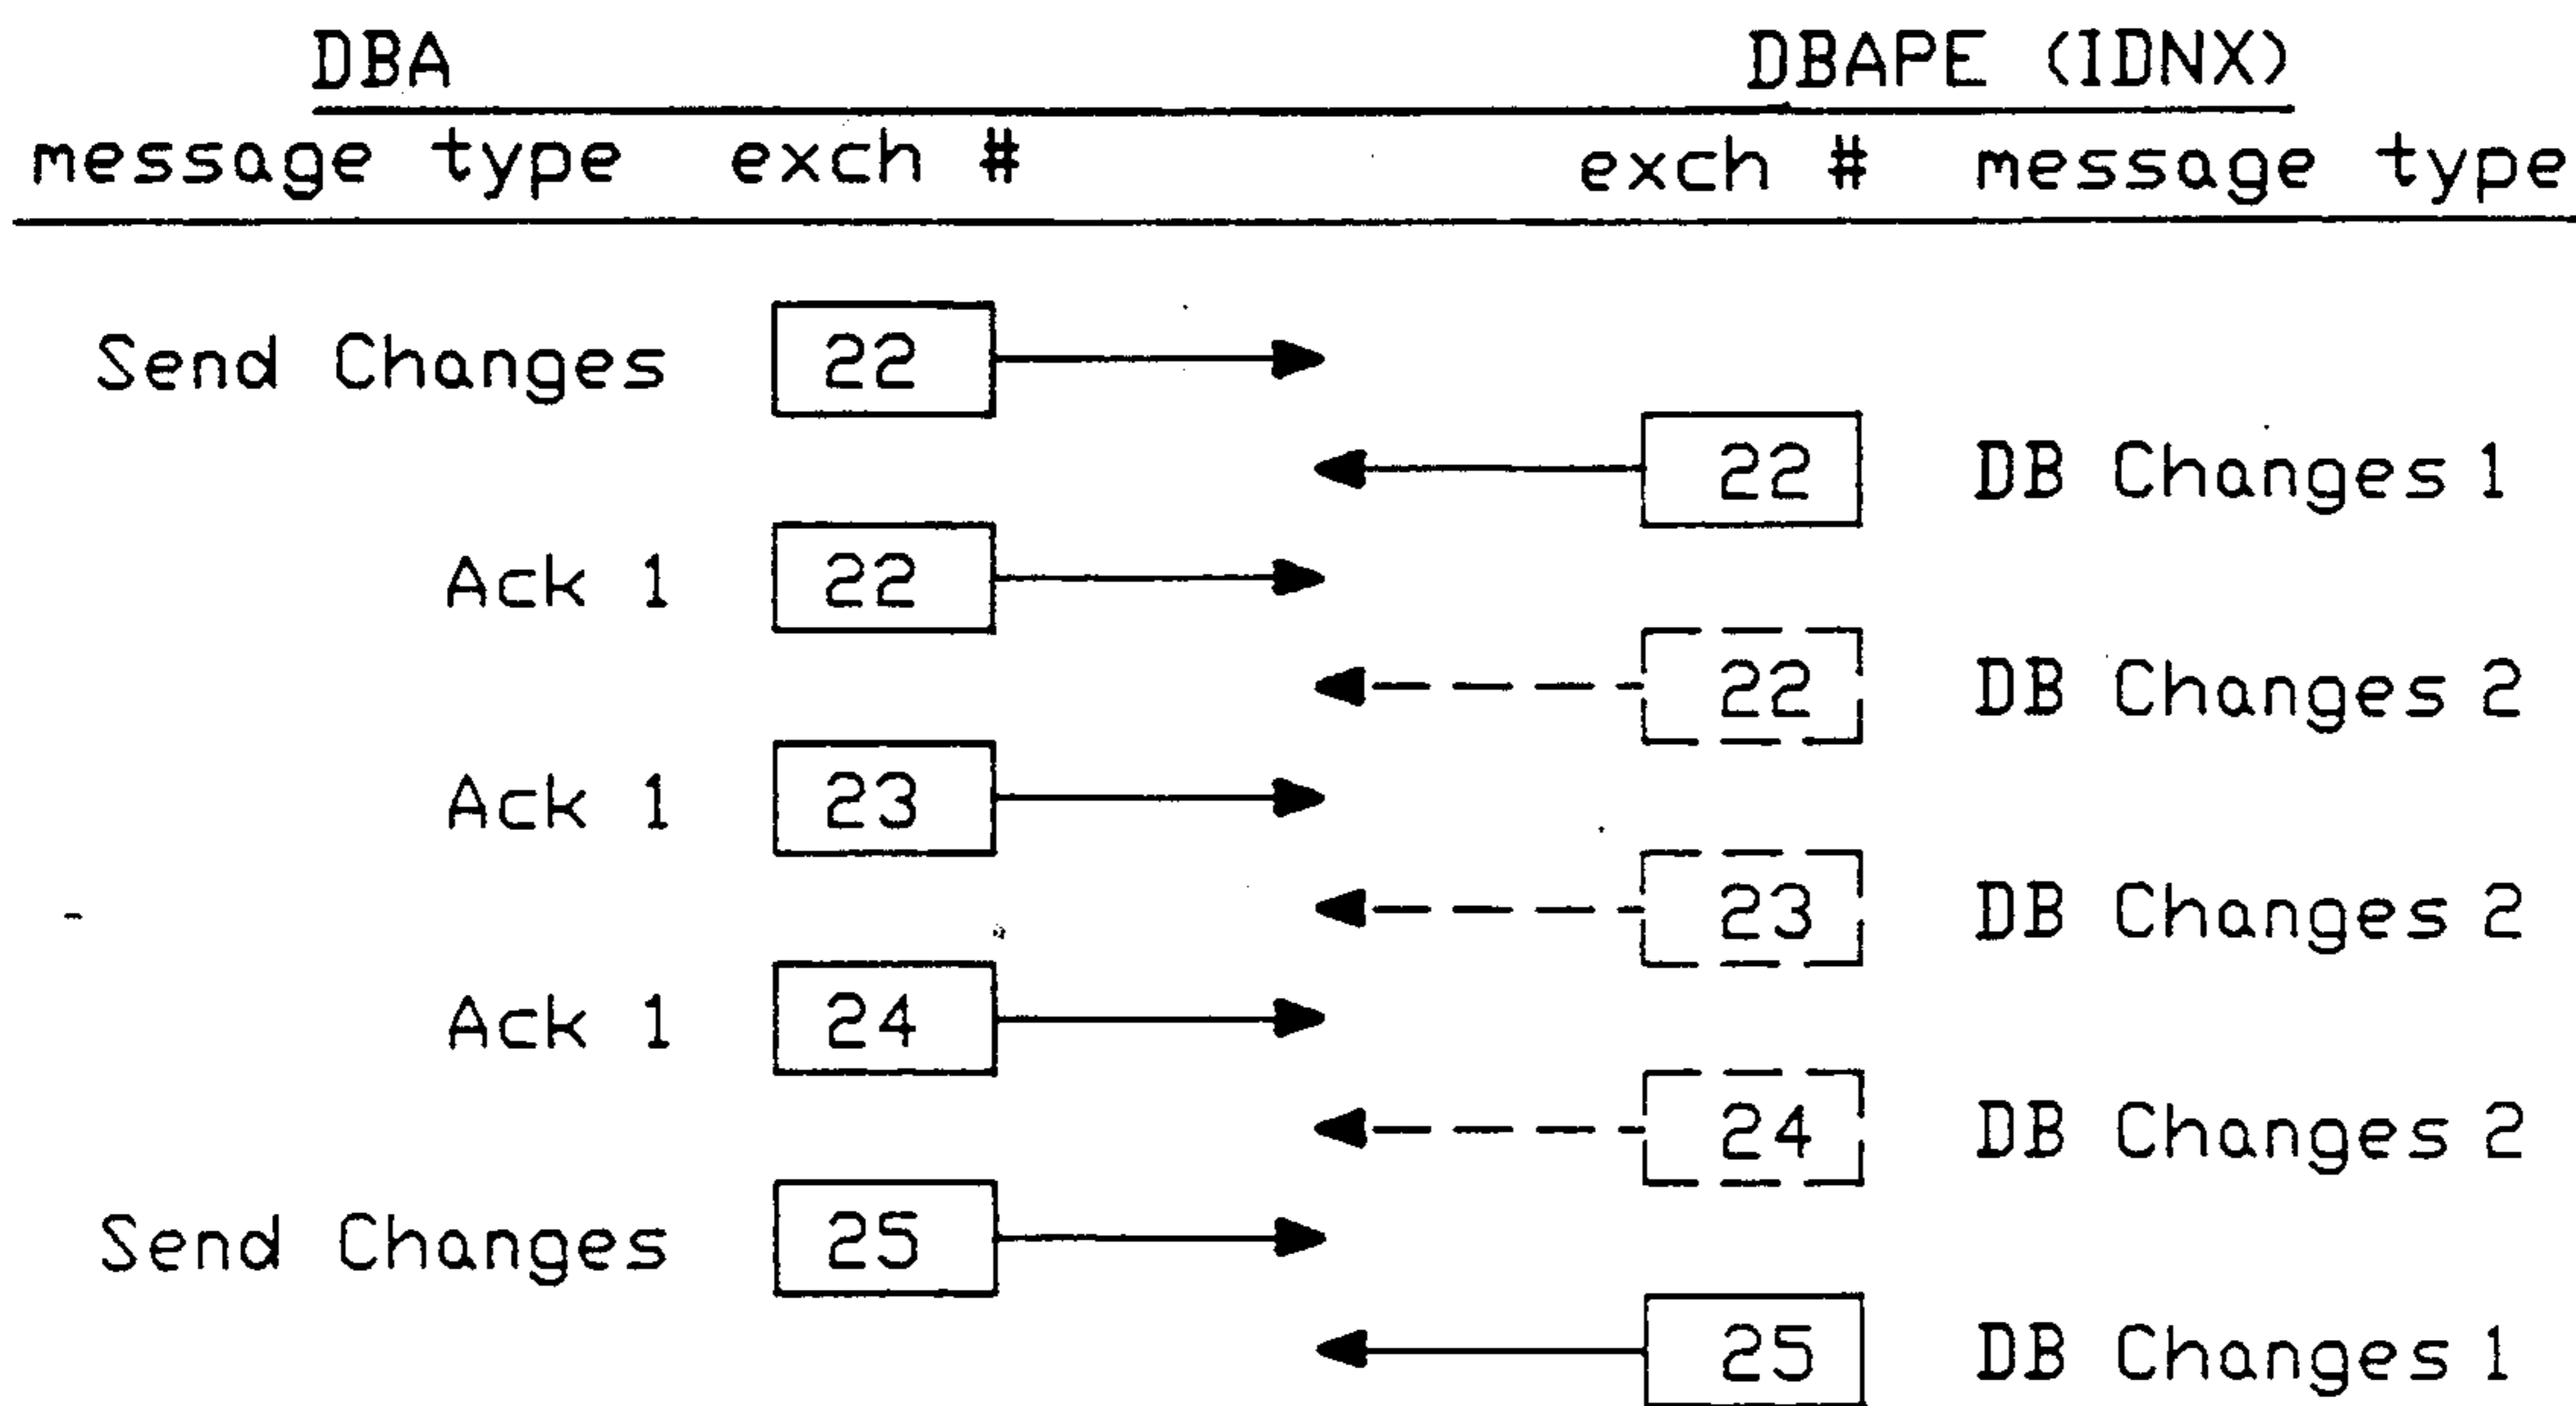 DBA DBAPE (IDNX)
message type exch # exch # message type
Send Changes 22
22 DB Changes 1
Ack 1 22
22 DB Changes 2
Ack 1 23
23 DB Changes 2
Ack 1 24
24 DB Changes 2
Send Changes 25
25 DB Changes 1